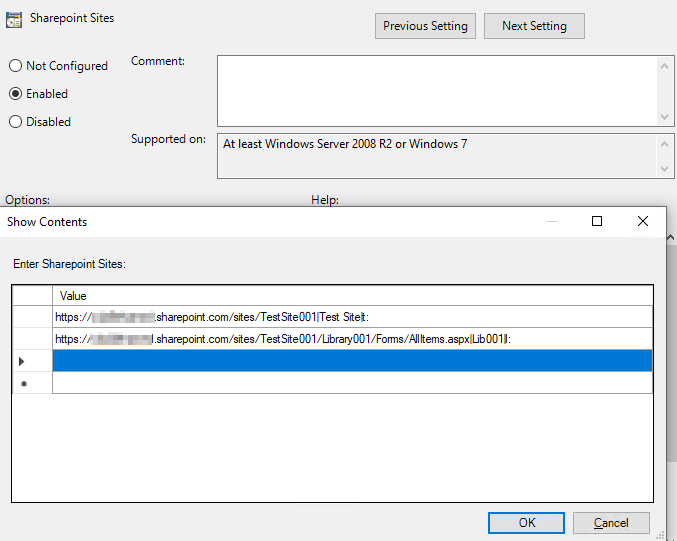 Sharepoint Sites
Previous Setting
Next Setting
Not Configured
Comment:
Enabled
Disabled
Supported on:
At least Windows Server 2008 R2 or Windows 7
Options:
Help:
Show Contents
Enter Sharepoint Sites:
Value
https://.sharepoint.com/sites/TestSite001|Test Site|t:
https://.sharepoint.com/sites/TestSite001/Library001/Forms/AllItems.aspx|Lib001|l:
OK
Cancel